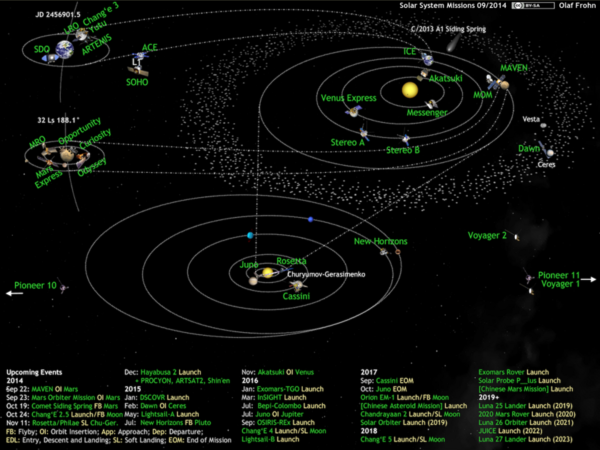 Solar System Missions 09/2014
BY-SA
Olaf Frohn
JD 2456901.5
LRO
Chang'e 3
Yutu
ARTEMIS
SDO
ACE
L1
SOHO
C/2013 A1 Siding Spring
ICE
Akatsuki
MAVEN
MOM
Venus Express
Messenger
Stereo A
Stereo B
Vesta
Dawn
Ceres
32 Ls 188.1°
MRO
Opportunity
Curiosity
Mars
Express
Odyssey
Voyager 2
New Horizons
Juno
Rosetta
Churyumov-Gerasimenko
Cassini
Pioneer 10
Pioneer 11
Voyager 1
Upcoming Events
2014
Sep 22: MAVEN OI Mars
Sep 23: Mars Orbiter Mission OI Mars
Oct 19: Comet Siding Spring FB Mars
Oct 24: Chang'E 2.5 Launch/FB Moon
Nov 11: Rosetta/Philae SL Chu-Ger.
Dec: Hayabusa 2 Launch
+ PROCYON, ARTSAT2, Shin'en
2015
Jan: DSCOVR Launch
Feb: Dawn OI Ceres
May: Lightsail-A Launch
Jul: New Horizons FB Pluto
Nov: Akatsuki OI Venus
2016
Jan: Exomars-TGO Launch
Mar: InSIGHT Launch
Jul: Bepi-Colombo Launch
Jul: Juno OI Jupiter
Sep: OSIRIS-REx Launch
Chang'E 4 Launch/SL Moon
Lightsail-B Launch
2017
Sep: Cassini EOM
Oct: Juno EOM
Orion EM-1 Launch/FB Moon
[Chinese Asteroid Mission] Launch
Chandrayaan 2 Launch/SL Moon
Solar Orbiter Launch (2019)
2018
Chang'E 5 Launch/SL Moon
Exomars Rover Launch
Solar Probe Launch
[Chinese Mars Mission] Launch
2019+
Luna 25 Lander Launch (2019)
2020 Mars Rover Launch (2020)
Luna 26 Orbiter Launch (2021)
JUICE Launch (2022)
Luna 27 Lander Launch (2023)
FB: Flyby; OI: Orbit Insertion; App: Approach; Dep: Departure;
EDL: Entry, Descent and Landing; SL: Soft Landing; EOM: End of Mission